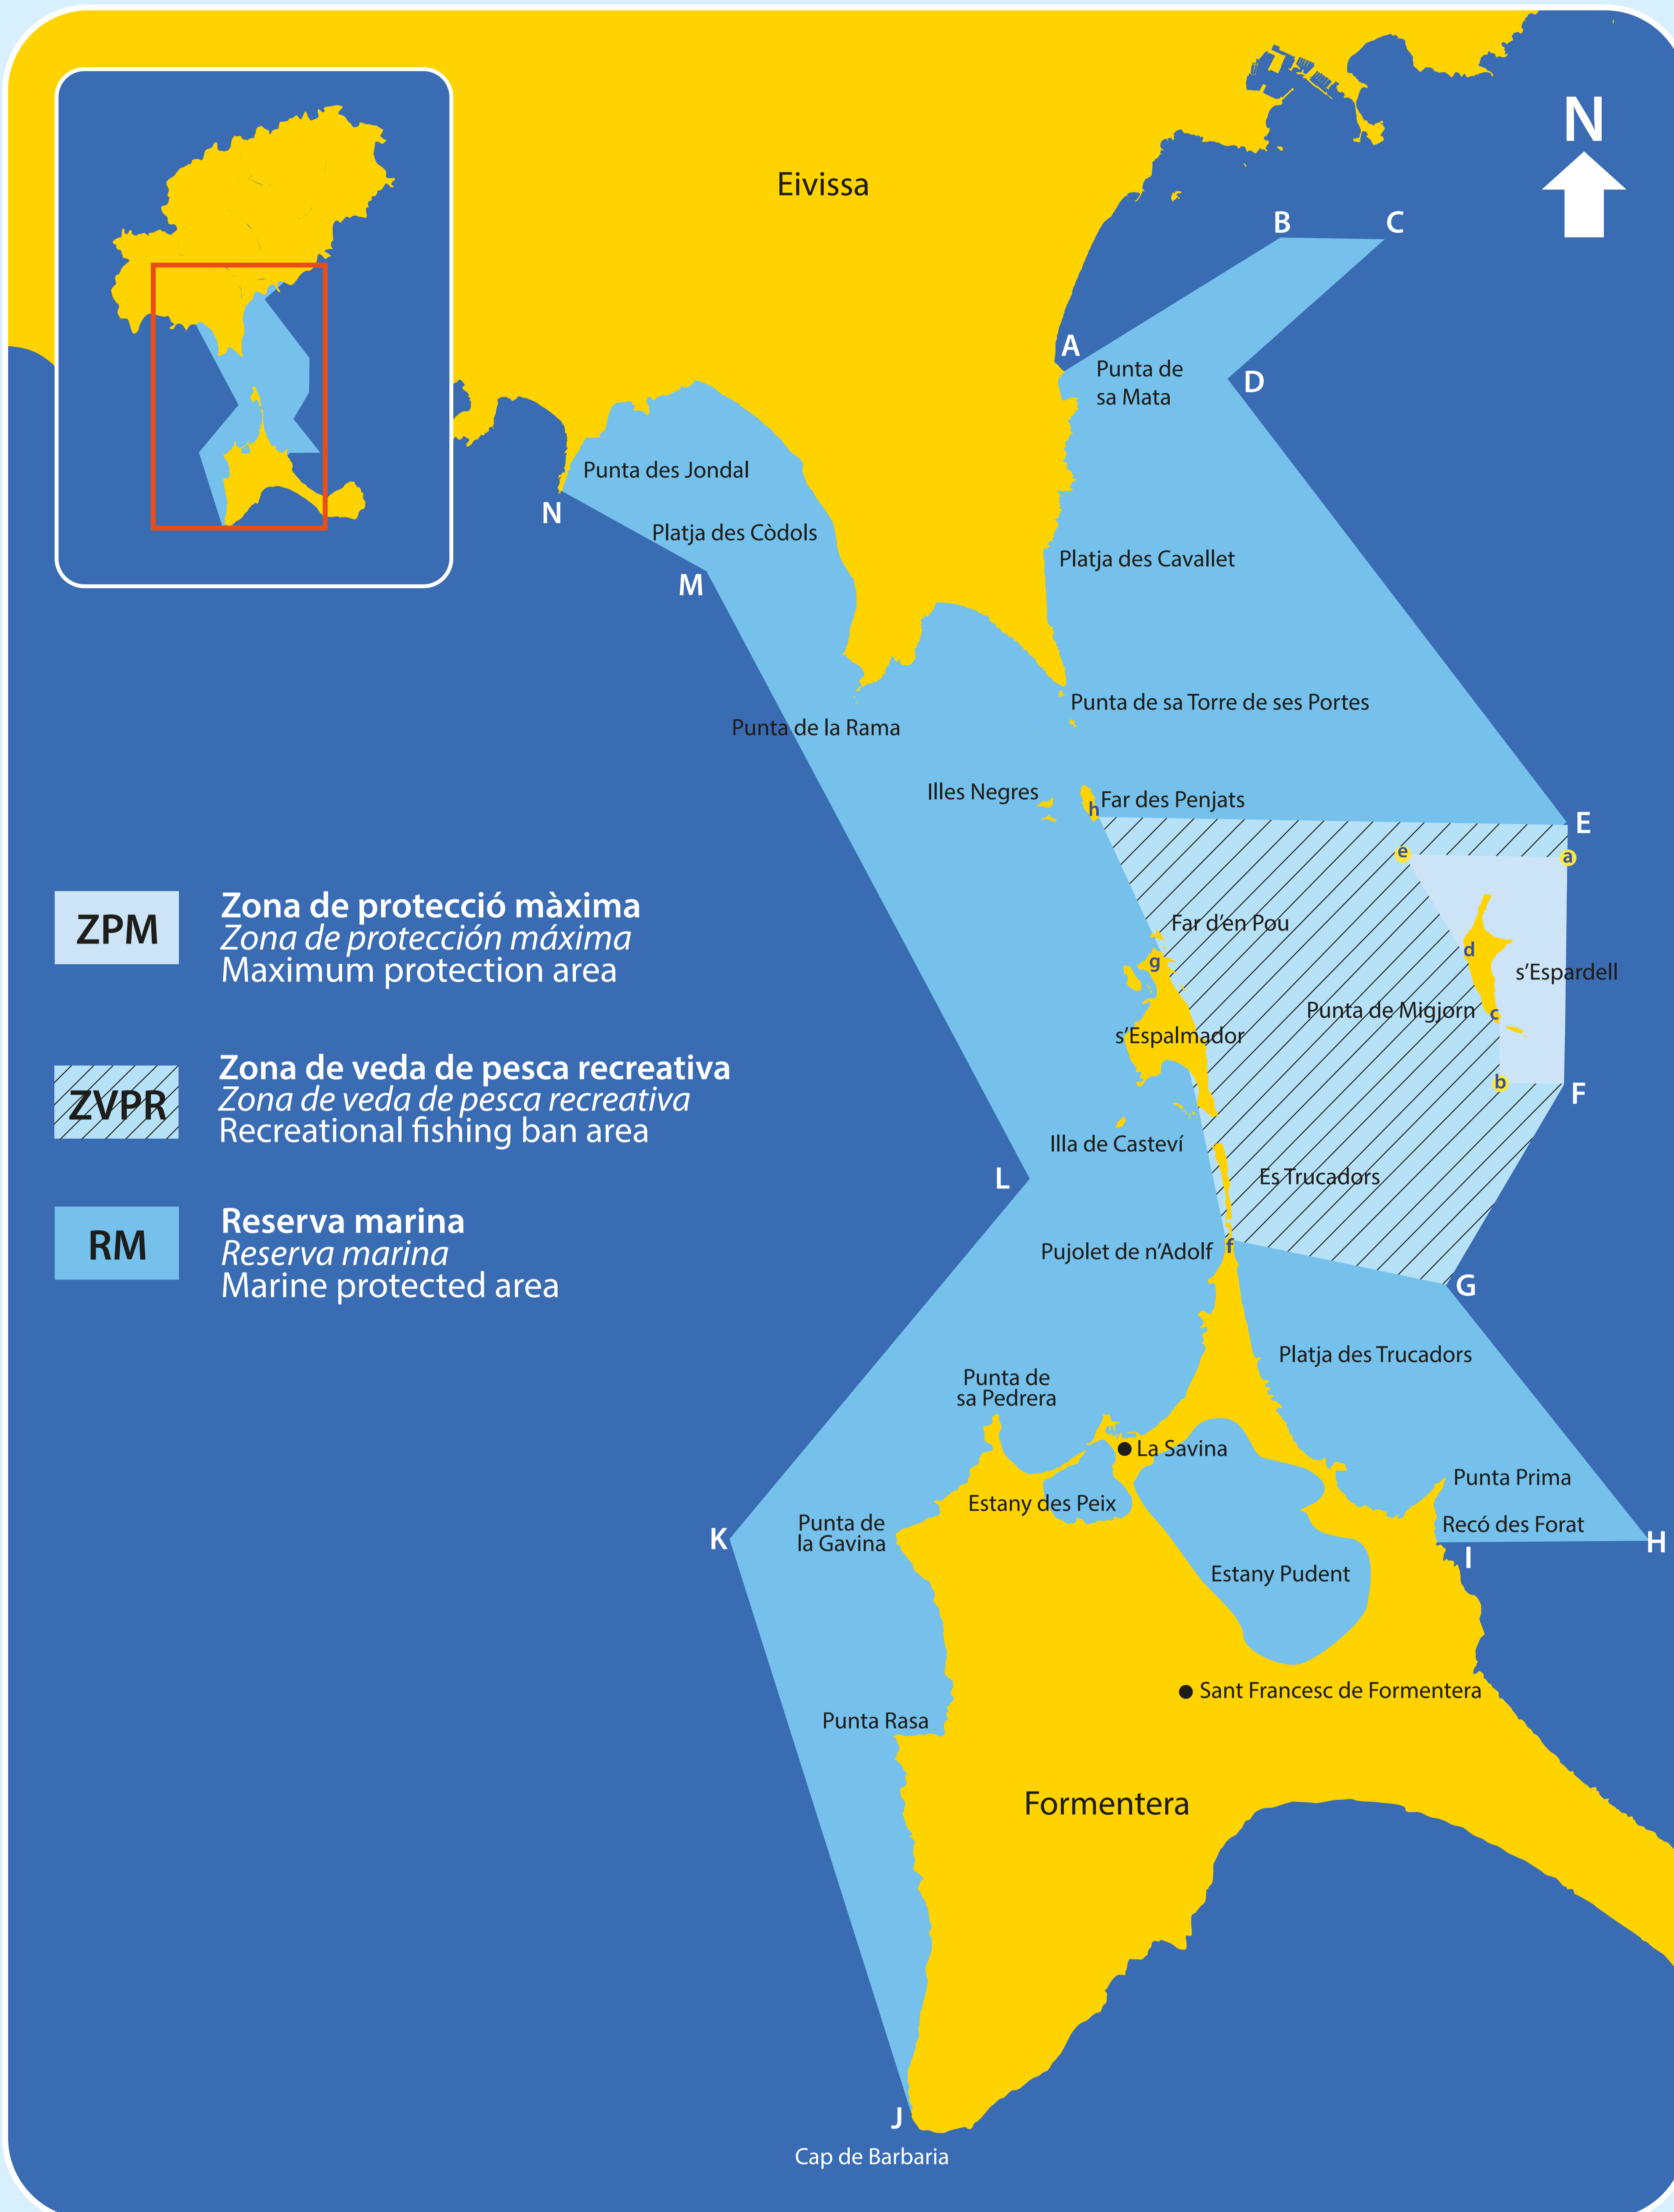 N
Eivissa
B
C
A
Punta de
sa Mata
D
Punta des Jondal
N
Platja des Còdols
Platja des Cavallet
M
Punta de sa Torre de ses Portes
Punta de la Rama
Illes Negres
h
Far des Penjats
E
e
a
ZPM
Zona de protecció màxima
Zona de protección máxima
Maximum protection area
Far d'en Pou
g
d
s'Espardell
Punta de Migjorn
c
s'Espalmador
b
F
ZVPR
Zona de veda de pesca recreativa
Zona de veda de pesca recreativa
Recreational fishing ban area
Illa de Casteví
L
Es Trucadors
RM
Reserva marina
Reserva marina
Marine protected area
Pujolet de n'Adolf
f
G
Platja des Trucadors
Punta de
sa Pedrera
La Savina
Punta Prima
Estany des Peix
K
Punta de
la Gavina
Recó des Forat
H
I
Estany Pudent
Sant Francesc de Formentera
Punta Rasa
Formentera
J
Cap de Barbaria